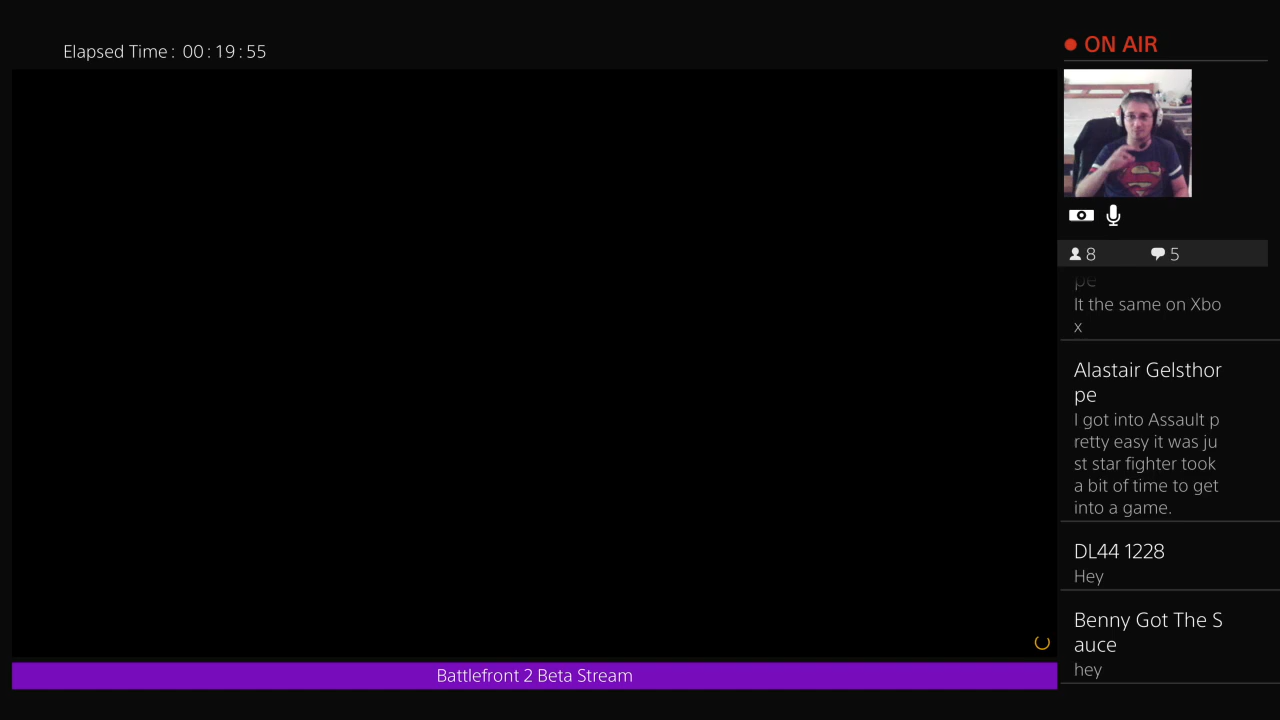 Elapsed Time : 00 : 19 : 55
ON AIR
8
5
pe
It the same on Xbo
x
Alastair Gelsthor
pe
I got into Assault p
retty easy it was ju
st star fighter took
a bit of time to get
into a game.
DL44 1228
Hey
Benny Got The S
auce
hey
Battlefront 2 Beta Stream